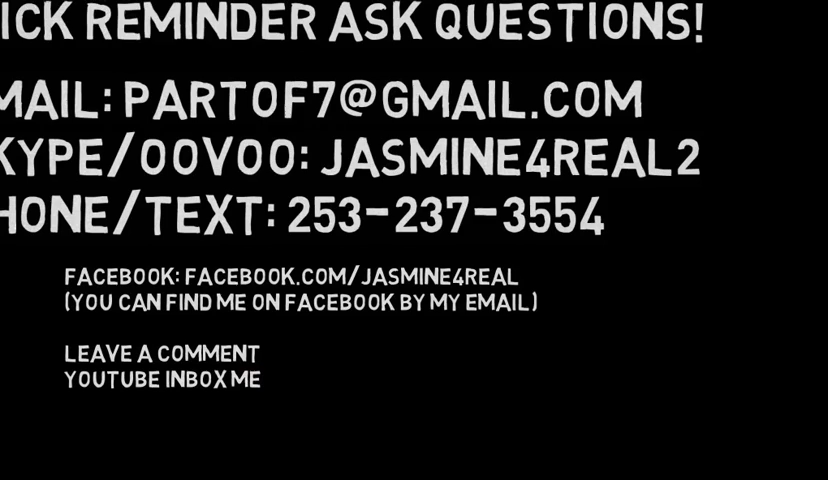 ICK REMINDER ASK QUESTIONS!
MAIL: PARTOF7@GMAIL.COM
KYPE/OOVOO: JASMINE4REAL2
HONE/TEXT: 253-237-3554
FACEBOOK: FACEBOOK.COM/JASMINE4REAL
(YOU CAN FIND ME ON FACEBOOK BY MY EMAIL)
LEAVE A COMMENT
YOUTUBE INBOX ME